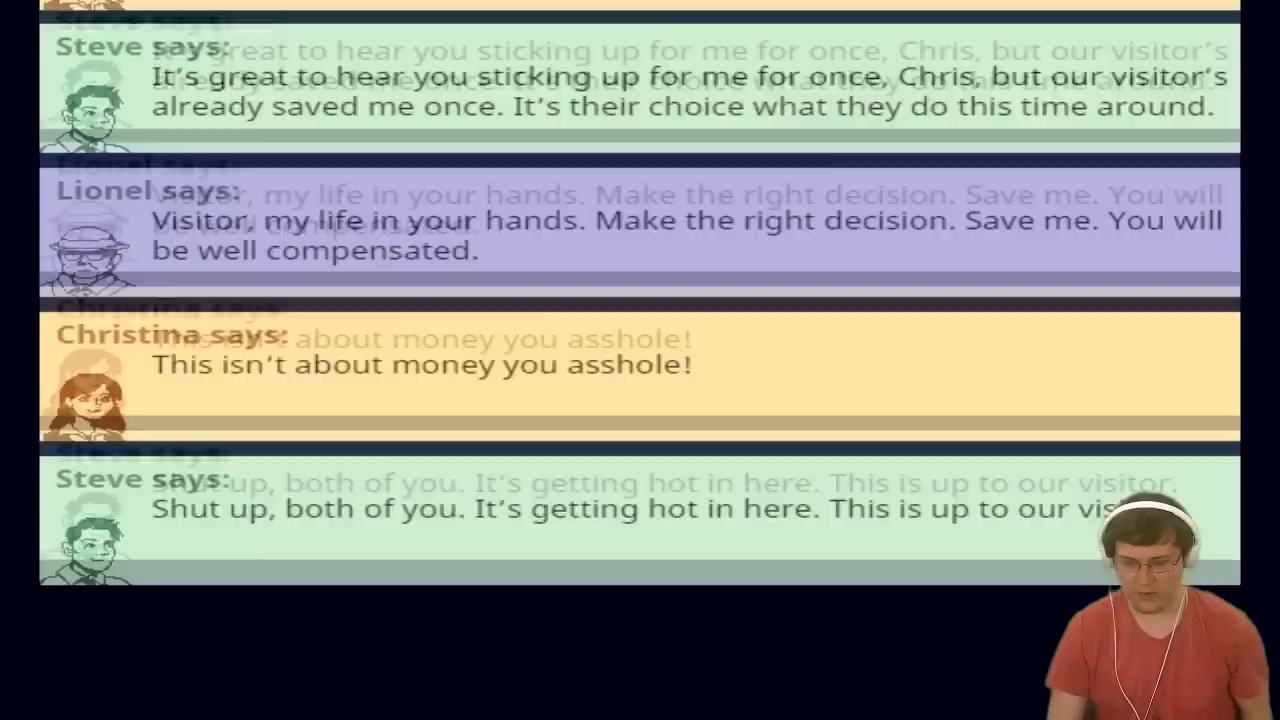 Steve says:
It's great to hear you sticking up for me for once, Chris, but our visitor's
already saved me once. It's their choice what they do this time around.
Lionel says:
Visitor, my life in your hands. Make the right decision. Save me. You will
be well compensated.
Christina says:
This isn't about money you asshole!
Steve says:
Shut up, both of you. It's getting hot in here. This is up to our visitor.